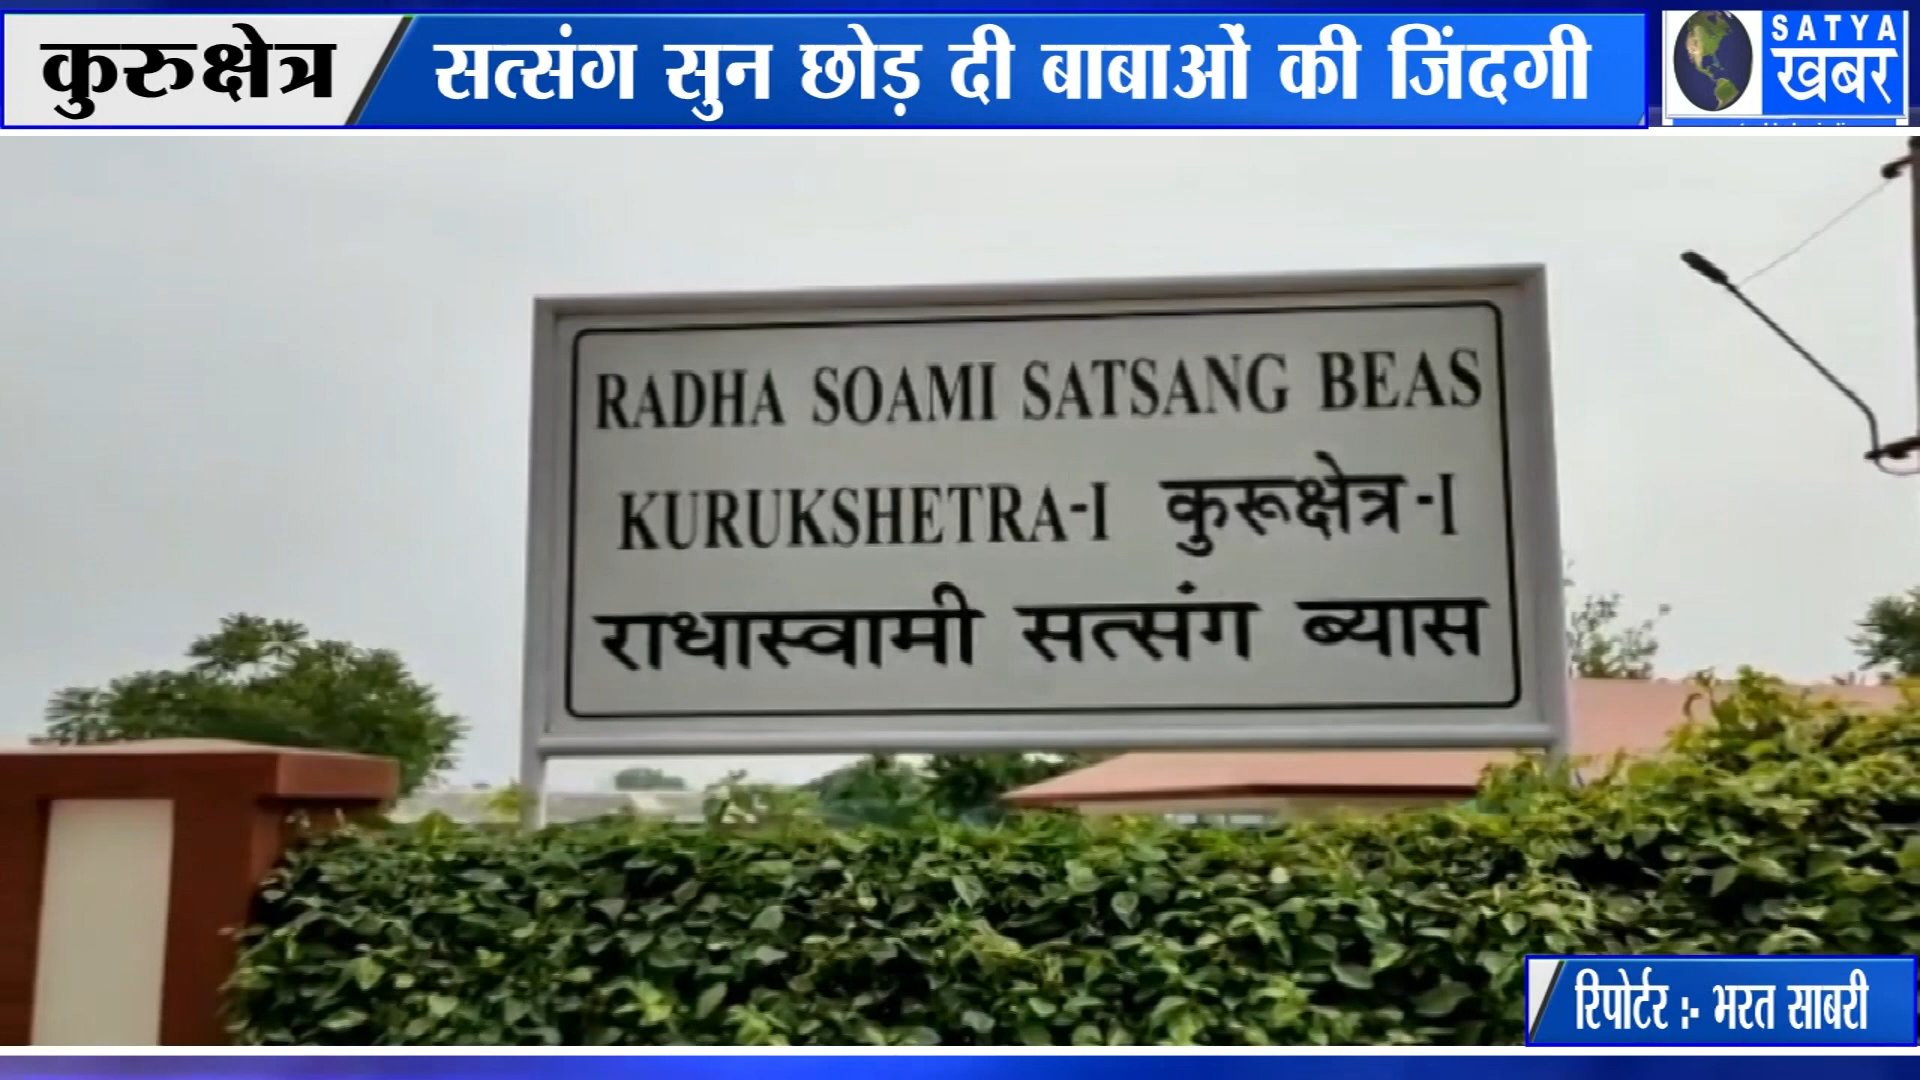 कुरुक्षेत्र
सत्संग सुन छोड़ दी बाबाओं की जिंदगी
SATYA
खबर
RADHA SOAMI SATSANG BEAS
KURUKSHETRA-I कुरूक्षेत्र-I
राधास्वामी सत्संग ब्यास
रिपोर्टर :- भरत साबरी